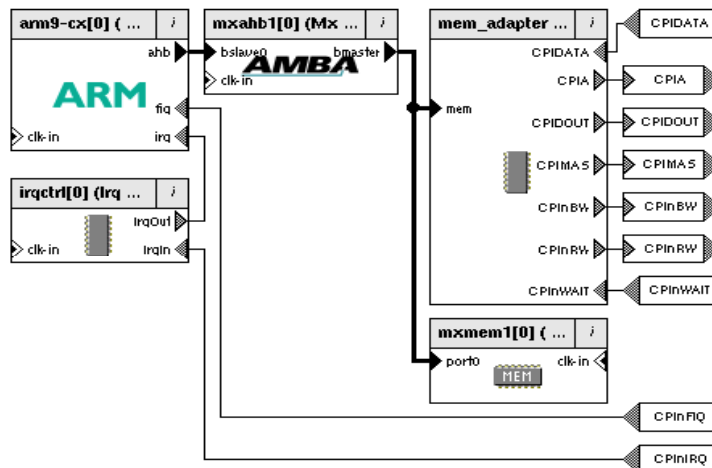 arm9-cx[0] ( ... i
ahb
ARM
fiq
clk-in
irq
mxahb1[0] (Mx ... i
bslave0 bmaster
AMBA
clk-in
mem_adapter ... i
CPIDATA
CPIA
mem
CPIDOUT
CPIMAS
CPInBW
CPInRW
CPInWAIT
CPIDATA
CPIA
CPIDOUT
CPIMAS
CPInBW
CPInRW
CPInWAIT
irqctrl[0] (Irq ... i
IrqOut
clk-in
IrqIn
mxmem1[0] ( ... i
port0 clk-in
MEM
CPInFIQ
CPInIRQ